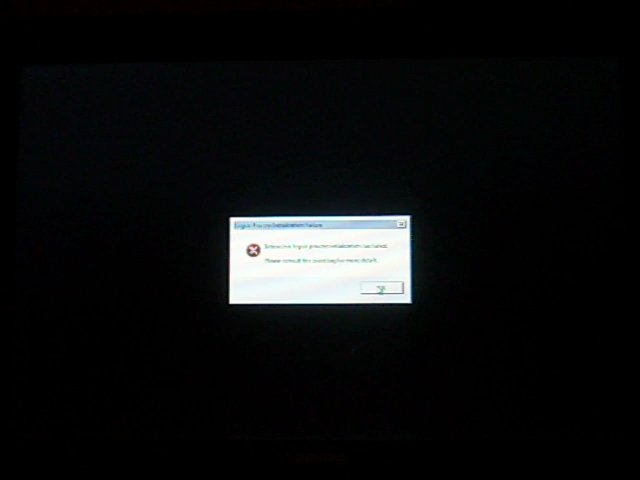 Logon Process Initialization Failure
Interactive logon process initialization has failed.
Please consult the event log for more details.